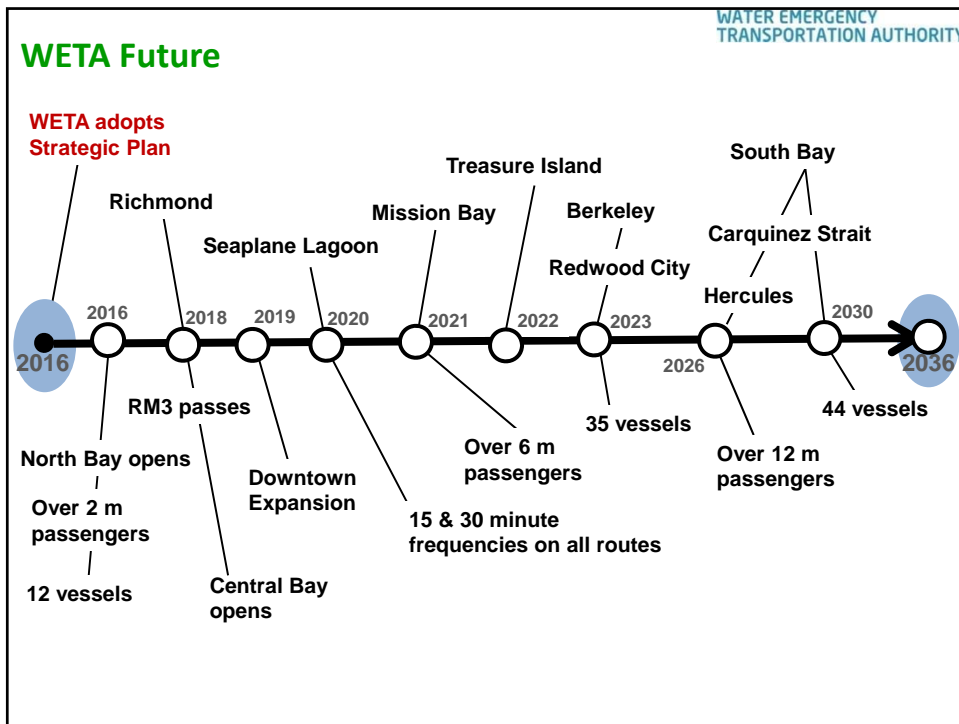 WATER EMERGENCY
TRANSPORTATION AUTHORITY
WETA Future
WETA adopts
Strategic Plan
Richmond
Seaplane Lagoon
Mission Bay
Treasure Island
Berkeley
Redwood City
South Bay
Carquinez Strait
Hercules
2016
2016
2018
2019
2020
2021
2022
2023
2026
2030
2036
North Bay opens
Over 2 m
passengers
12 vessels
RM3 passes
Central Bay
opens
Downtown
Expansion
15 & 30 minute
frequencies on all routes
Over 6 m
passengers
35 vessels
Over 12 m
passengers
44 vessels